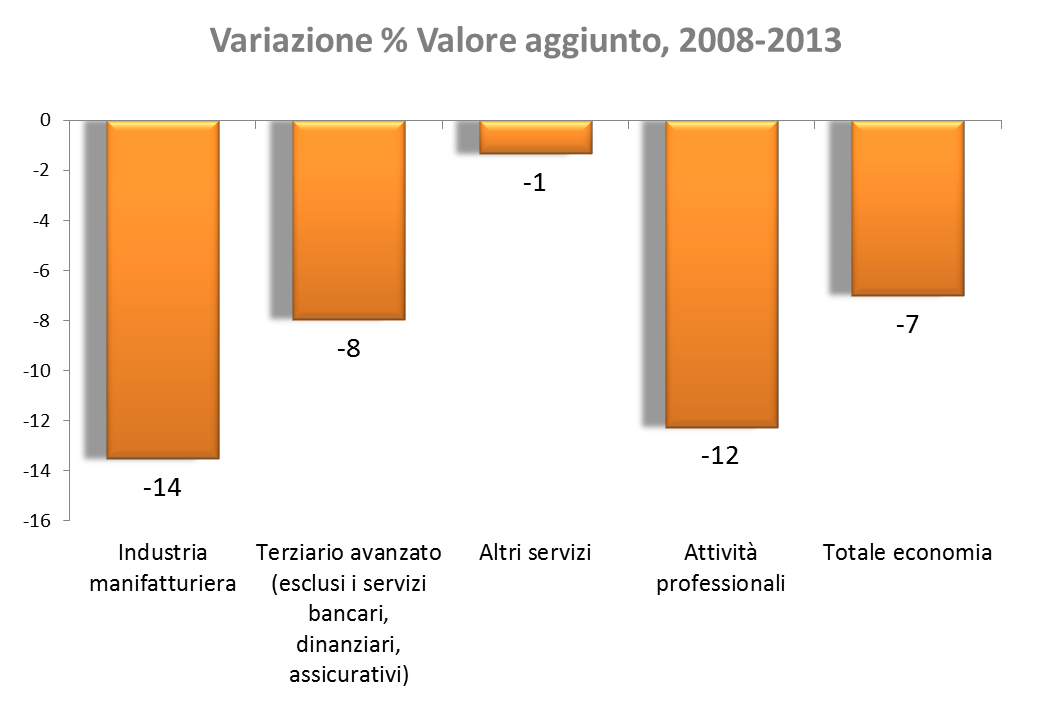 Variazione % Valore aggiunto, 2008-2013
0
-2
-4
-6
-8
-10
-12
-14
-16
-14
-8
-1
-12
-7
Industria
manifatturiera
Terziario avanzato
(esclusi i servizi
bancari,
dinanziari,
assicurativi)
Altri servizi
Attività
professionali
Totale economia